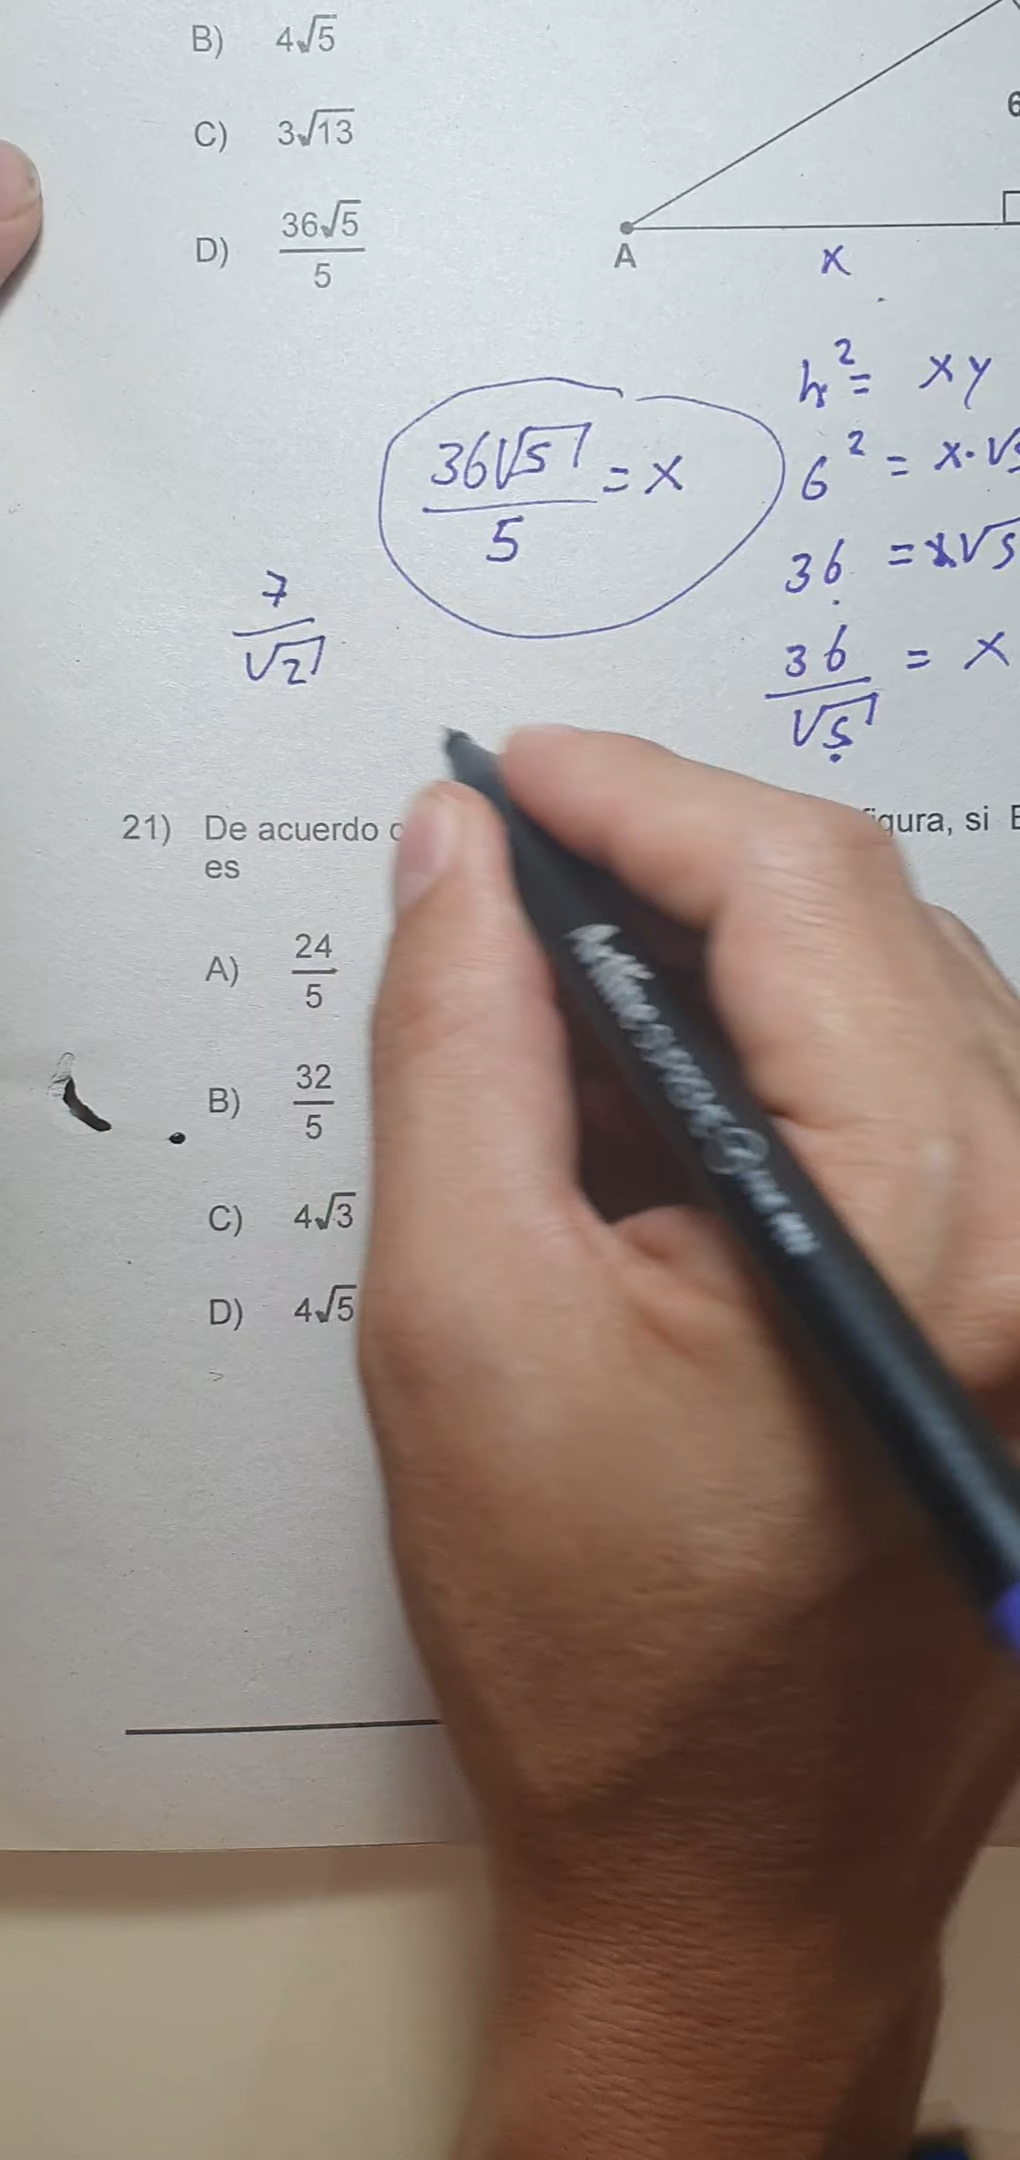 B) 4√5
6
C) 3√13
D) 36√5
5
A
x
h² = xy
36√5 = x
5
6² = x·√5
36 = x√5
7
√2
36 = x
√5
21) De acuerdo figura, si
es
A) 24
5
B) 32
5
C) 4√3
D) 4√5